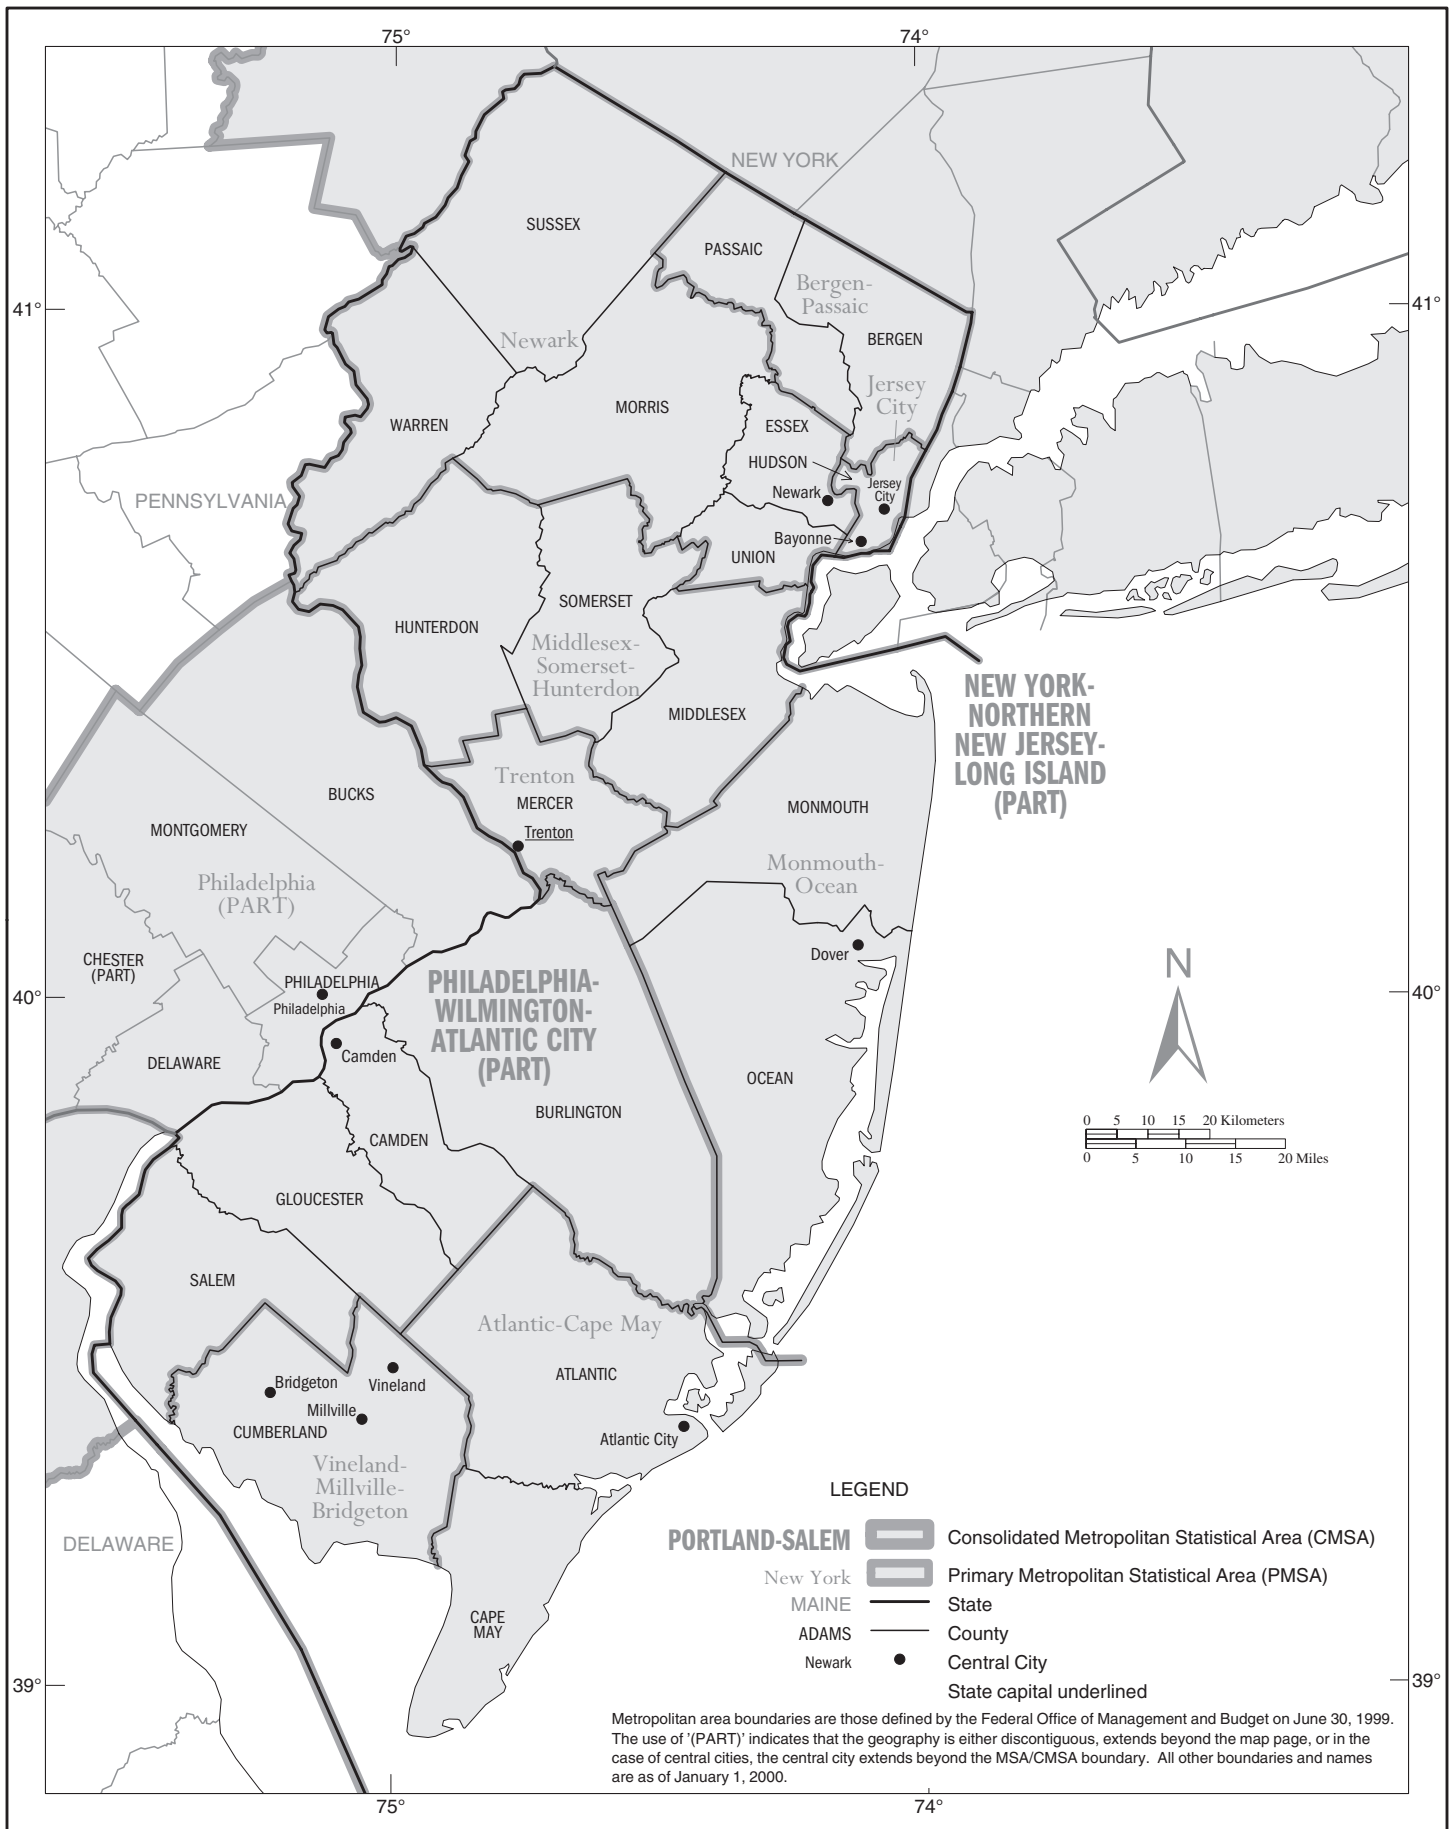 75°
74°
NEW YORK
SUSSEX
PASSAIC
Bergen-
Passaic
41°
41°
BERGEN
Newark
Jersey
City
MORRIS
WARREN
ESSEX
HUDSON
Jersey
City
Newark
PENNSYLVANIA
Bayonne
UNION
SOMERSET
HUNTERDON
Middlesex-
Somerset-
Hunterdon
NEW YORK-
NORTHERN
NEW JERSEY-
LONG ISLAND
(PART)
MIDDLESEX
Trenton
MERCER
BUCKS
MONMOUTH
MONTGOMERY
Trenton
Monmouth-
Ocean
Philadelphia
(PART)
Dover
CHESTER
(PART)
N
PHILADELPHIA
Philadelphia
PHILADELPHIA-
WILMINGTON-
ATLANTIC CITY
(PART)
40°
40°
Camden
DELAWARE
OCEAN
BURLINGTON
0 5 10 15 20 Kilometers
0 5 10 15 20 Miles
CAMDEN
GLOUCESTER
SALEM
Atlantic-Cape May
ATLANTIC
Bridgeton
Vineland
Millville
CUMBERLAND
Atlantic City
Vineland-
Millville-
Bridgeton
DELAWARE
CAPE
MAY
LEGEND
PORTLAND-SALEM Consolidated Metropolitan Statistical Area (CMSA)
New York Primary Metropolitan Statistical Area (PMSA)
MAINE State
ADAMS County
Newark Central City
State capital underlined
39°
39°
Metropolitan area boundaries are those defined by the Federal Office of Management and Budget on June 30, 1999.
The use of '(PART)' indicates that the geography is either discontiguous, extends beyond the map page, or in the
case of central cities, the central city extends beyond the MSA/CMSA boundary. All other boundaries and names
are as of January 1, 2000.
75°
74°